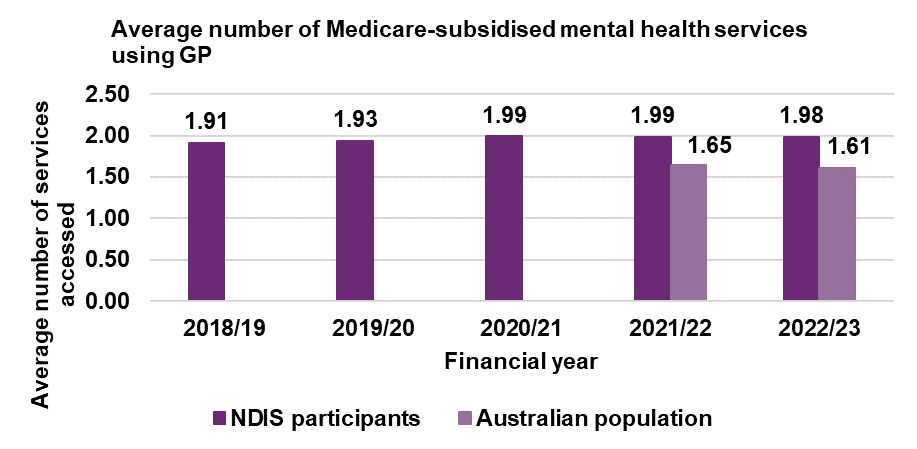 Average number of Medicare-subsidised mental health services
using GP
Average number of services
accessed
2.50
2.00
1.50
1.00
0.50
0.00
1.91
1.93
1.99
1.99
1.65
1.98
1.61
2018/19
2019/20
2020/21
2021/22
2022/23
Financial year
NDIS participants
Australian population